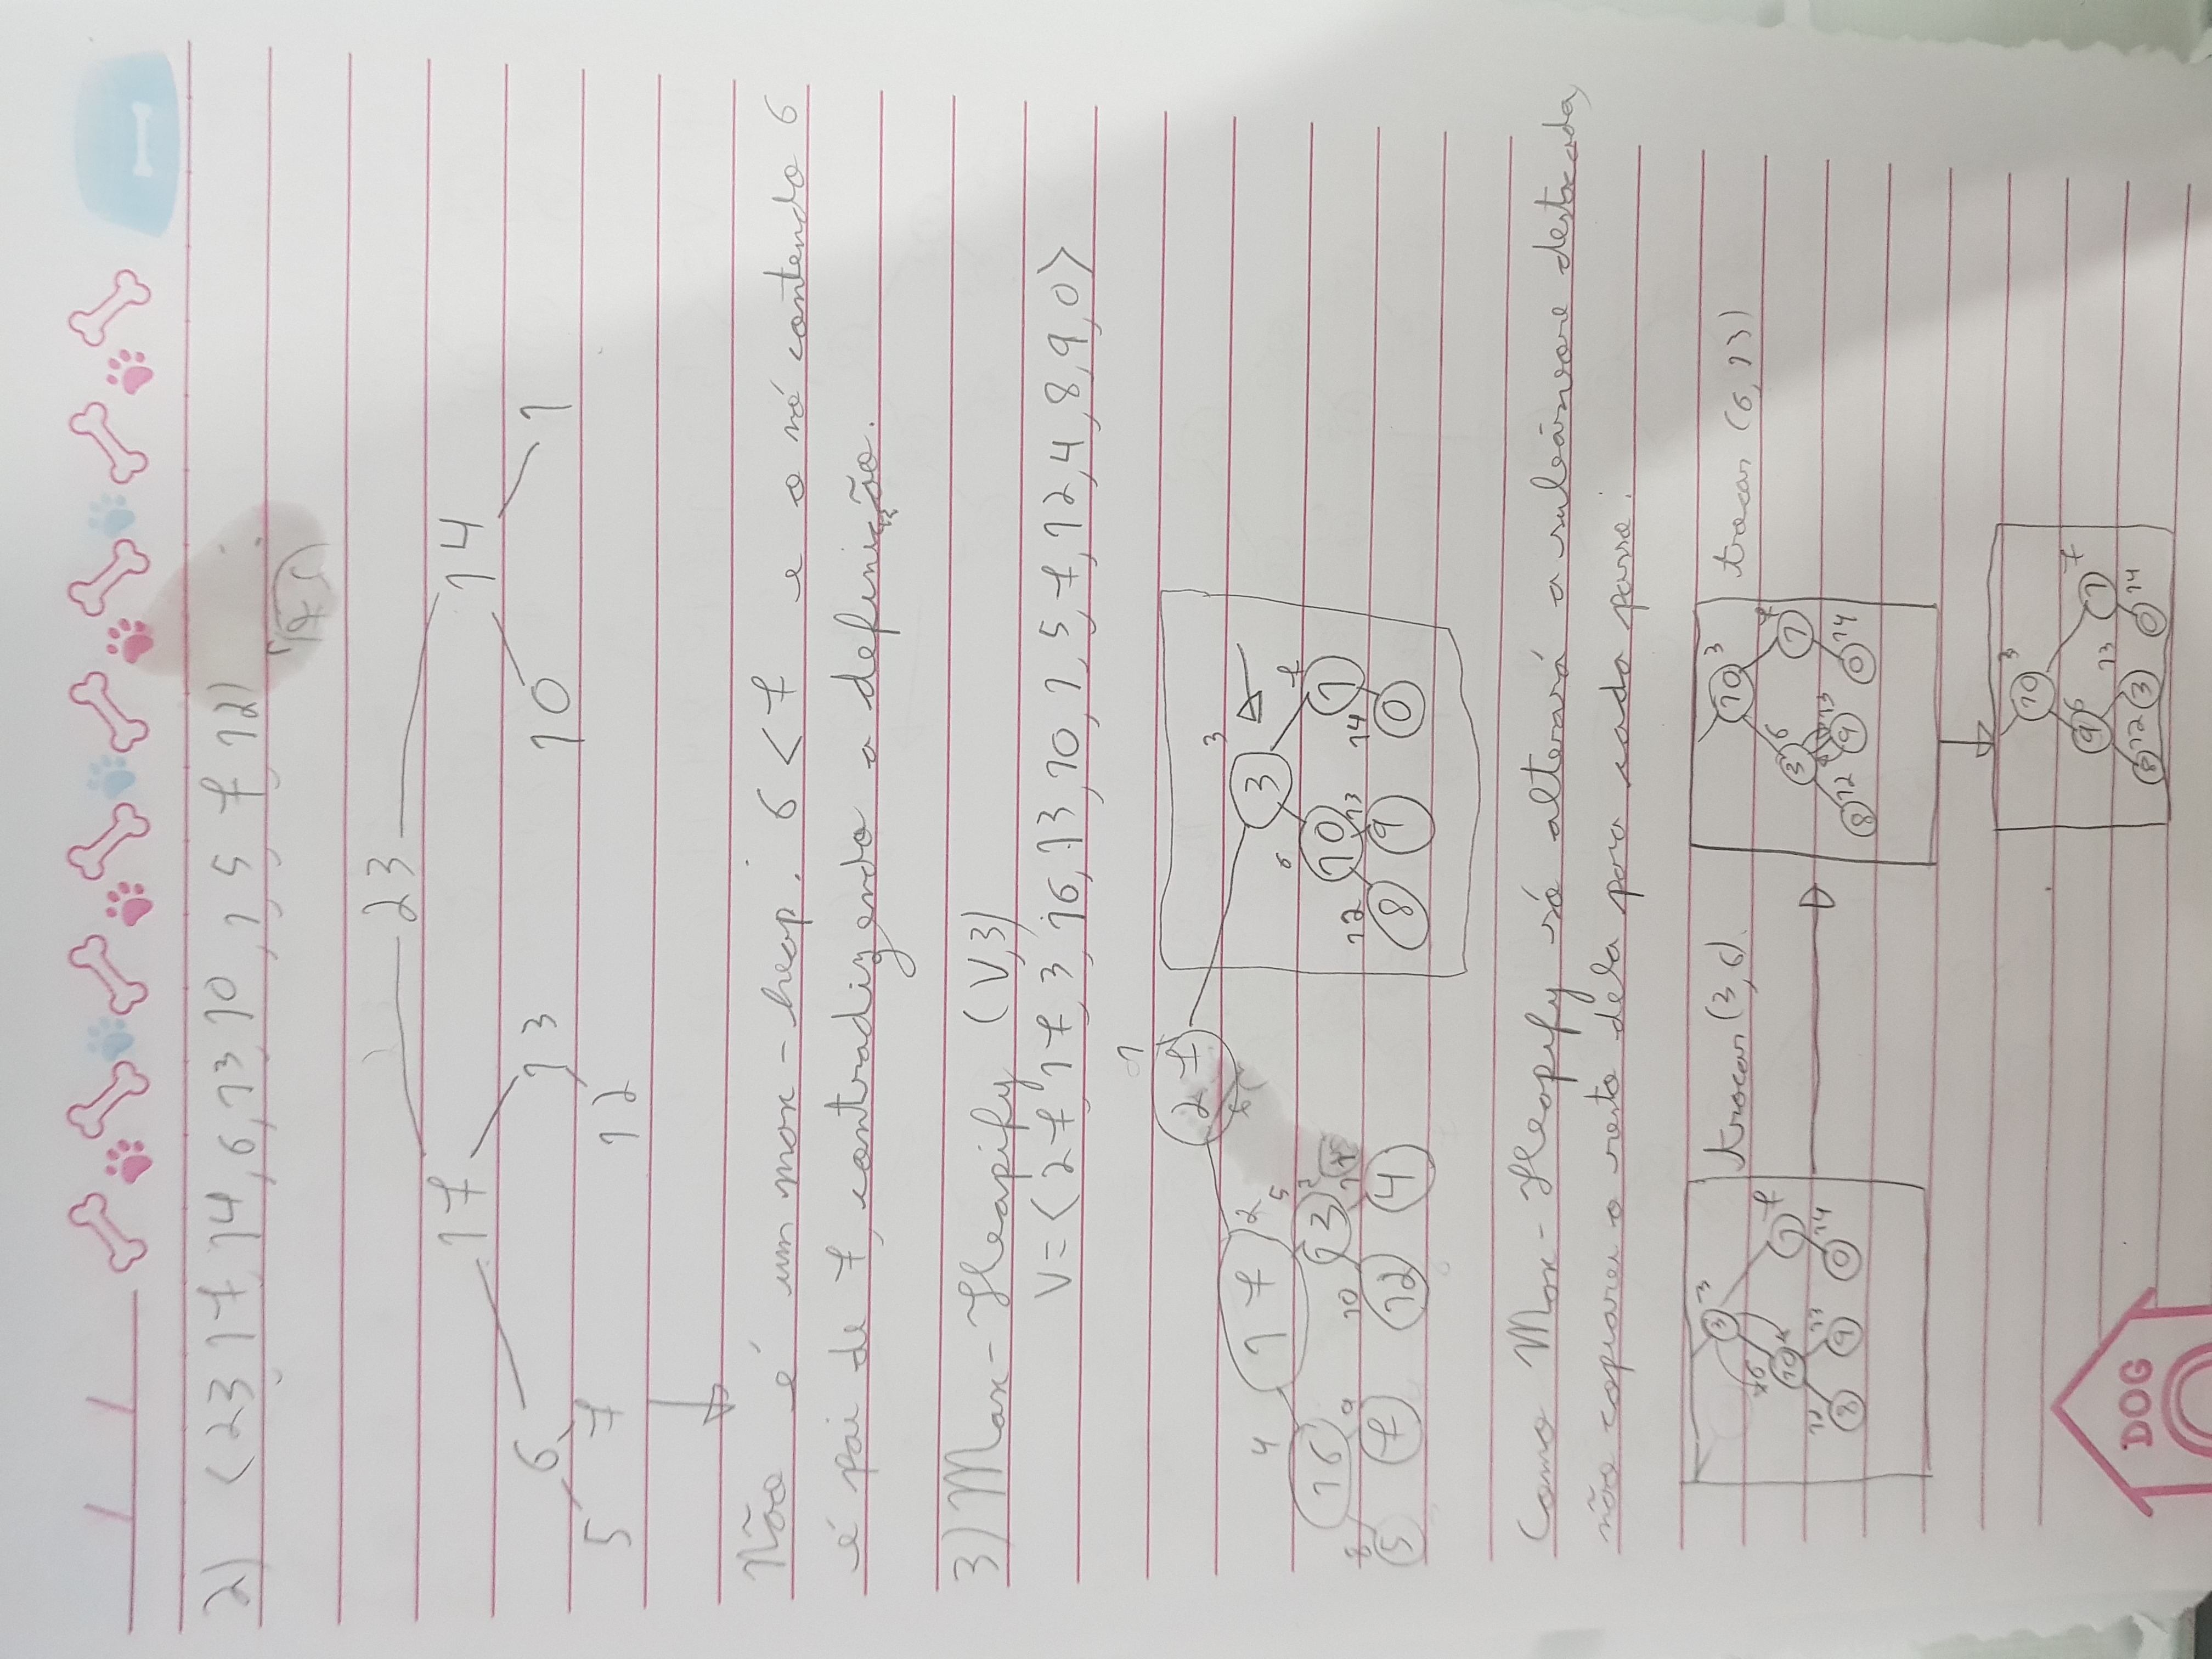 2) ⟨23, 17, 14, 6, 13, 10, 1, 5, 7, 12⟩
23
17 14
6 13 10 1
5 7 12
Não é um max-heap. 6 < 7 e o nó contendo 6
é pai de 7, contradizendo a definição.
3) Max-Heapify (V,3)
V = ⟨27, 17, 3, 16, 13, 10, 1, 5, 7, 12, 4, 8, 9, 0⟩
1
27
3
4 17 2 3
5 6 7
16 13 10 1
8 9 10 12 13 14
5 7 12 4 8 9 0
Como Max-Heapify só alterará a subárvore destacada,
não copiarei o resto dela para cada passo.
3 3 trocar (3,6). 10 3 trocar (6,13)
6 7 6 7
10 1 3 1
12 13 14 12 13 14
8 9 0 8 9 0
10 3
9 6 1 7
13
8 12 3 0 14
DOG